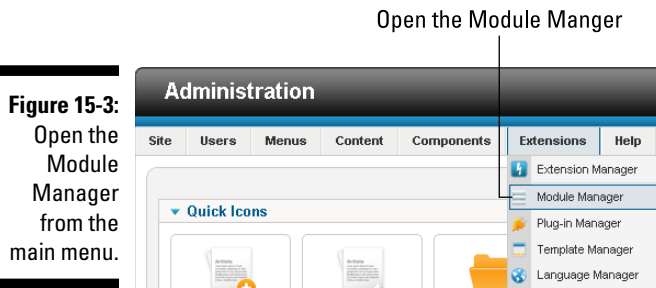 Open the Module Manger
Figure 15-3:
Open the
Module
Manager
from the
main menu.
Administration
Site Users Menus Content Components Extensions Help
Extension Manager
Module Manager
Plug-in Manager
Template Manager
Language Manager
Quick Icons